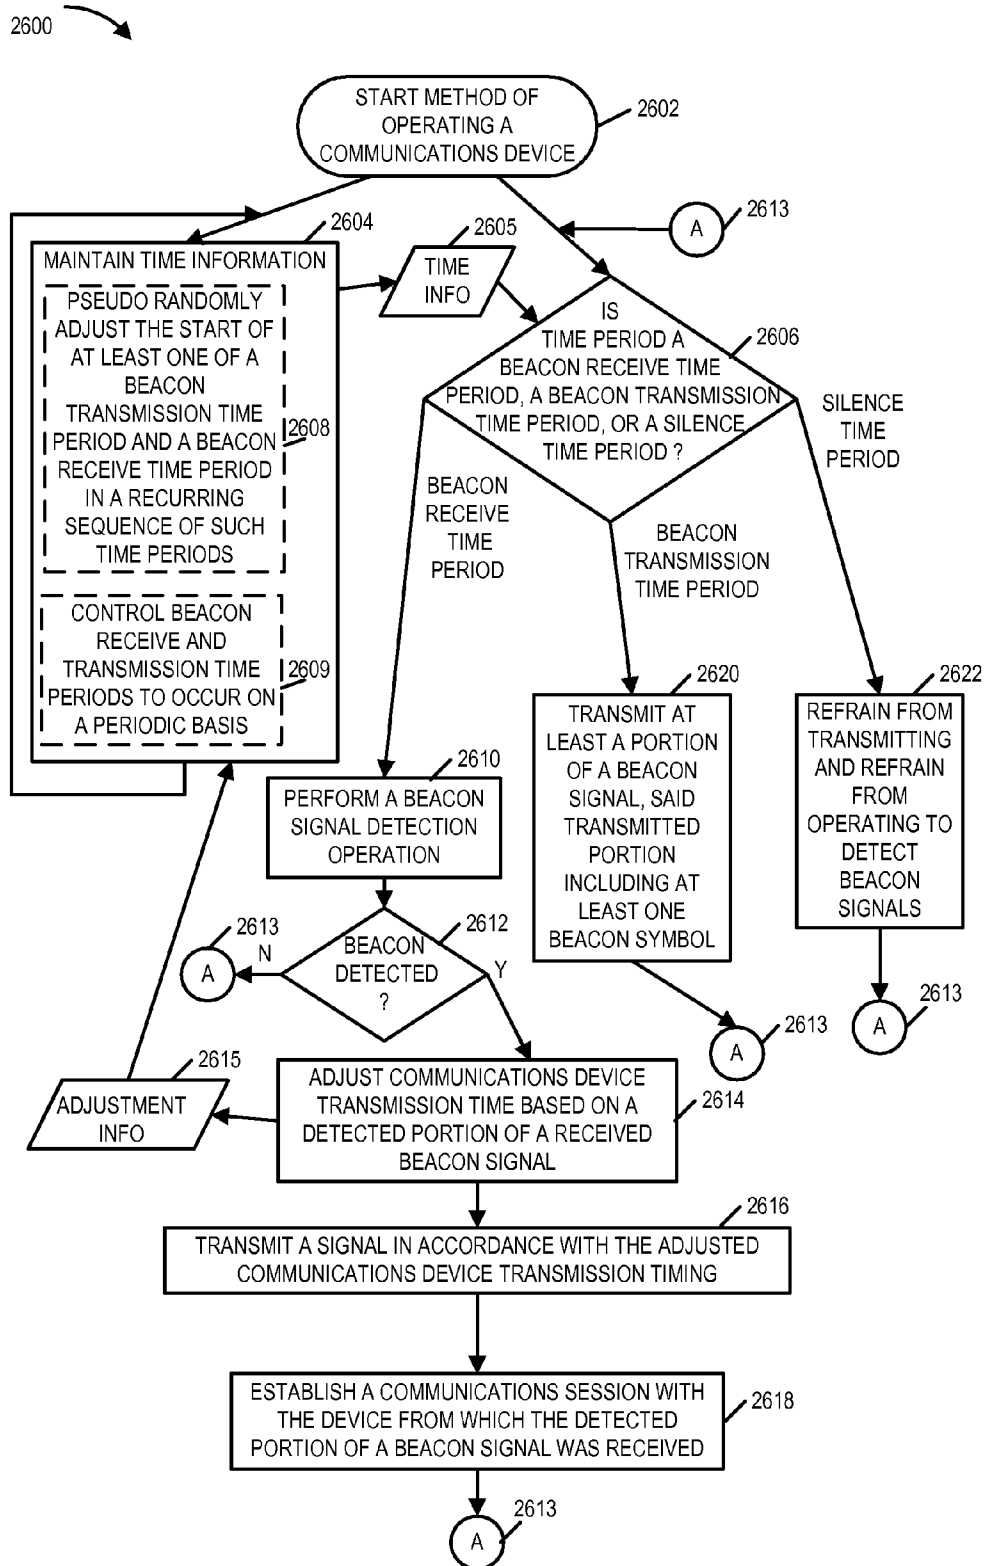 2600
START METHOD OF
OPERATING A
COMMUNICATIONS DEVICE
2602
A
2613
2604
MAINTAIN TIME INFORMATION
PSEUDO RANDOMLY
ADJUST THE START OF
AT LEAST ONE OF A
BEACON
TRANSMISSION TIME
PERIOD AND A BEACON
RECEIVE TIME PERIOD
IN A RECURRING
SEQUENCE OF SUCH
TIME PERIODS
2608
CONTROL BEACON
RECEIVE AND
TRANSMISSION TIME
PERIODS TO OCCUR ON
A PERIODIC BASIS
2609
2605
TIME
INFO
IS
TIME PERIOD A
BEACON RECEIVE TIME
PERIOD, A BEACON TRANSMISSION
TIME PERIOD, OR A SILENCE
TIME PERIOD ?
2606
BEACON
RECEIVE
TIME
PERIOD
BEACON
TRANSMISSION
TIME PERIOD
SILENCE
TIME
PERIOD
2610
PERFORM A BEACON
SIGNAL DETECTION
OPERATION
2620
TRANSMIT AT
LEAST A PORTION
OF A BEACON
SIGNAL, SAID
TRANSMITTED
PORTION
INCLUDING AT
LEAST ONE
BEACON SYMBOL
2622
REFRAIN FROM
TRANSMITTING
AND REFRAIN
FROM
OPERATING TO
DETECT
BEACON
SIGNALS
2612
BEACON
DETECTED
?
N
Y
2613
A
2613
A
2613
A
2615
ADJUSTMENT
INFO
ADJUST COMMUNICATIONS DEVICE
TRANSMISSION TIME BASED ON A
DETECTED PORTION OF A RECEIVED
BEACON SIGNAL
2614
2616
TRANSMIT A SIGNAL IN ACCORDANCE WITH THE ADJUSTED
COMMUNICATIONS DEVICE TRANSMISSION TIMING
ESTABLISH A COMMUNICATIONS SESSION WITH
THE DEVICE FROM WHICH THE DETECTED
PORTION OF A BEACON SIGNAL WAS RECEIVED
2618
2613
A